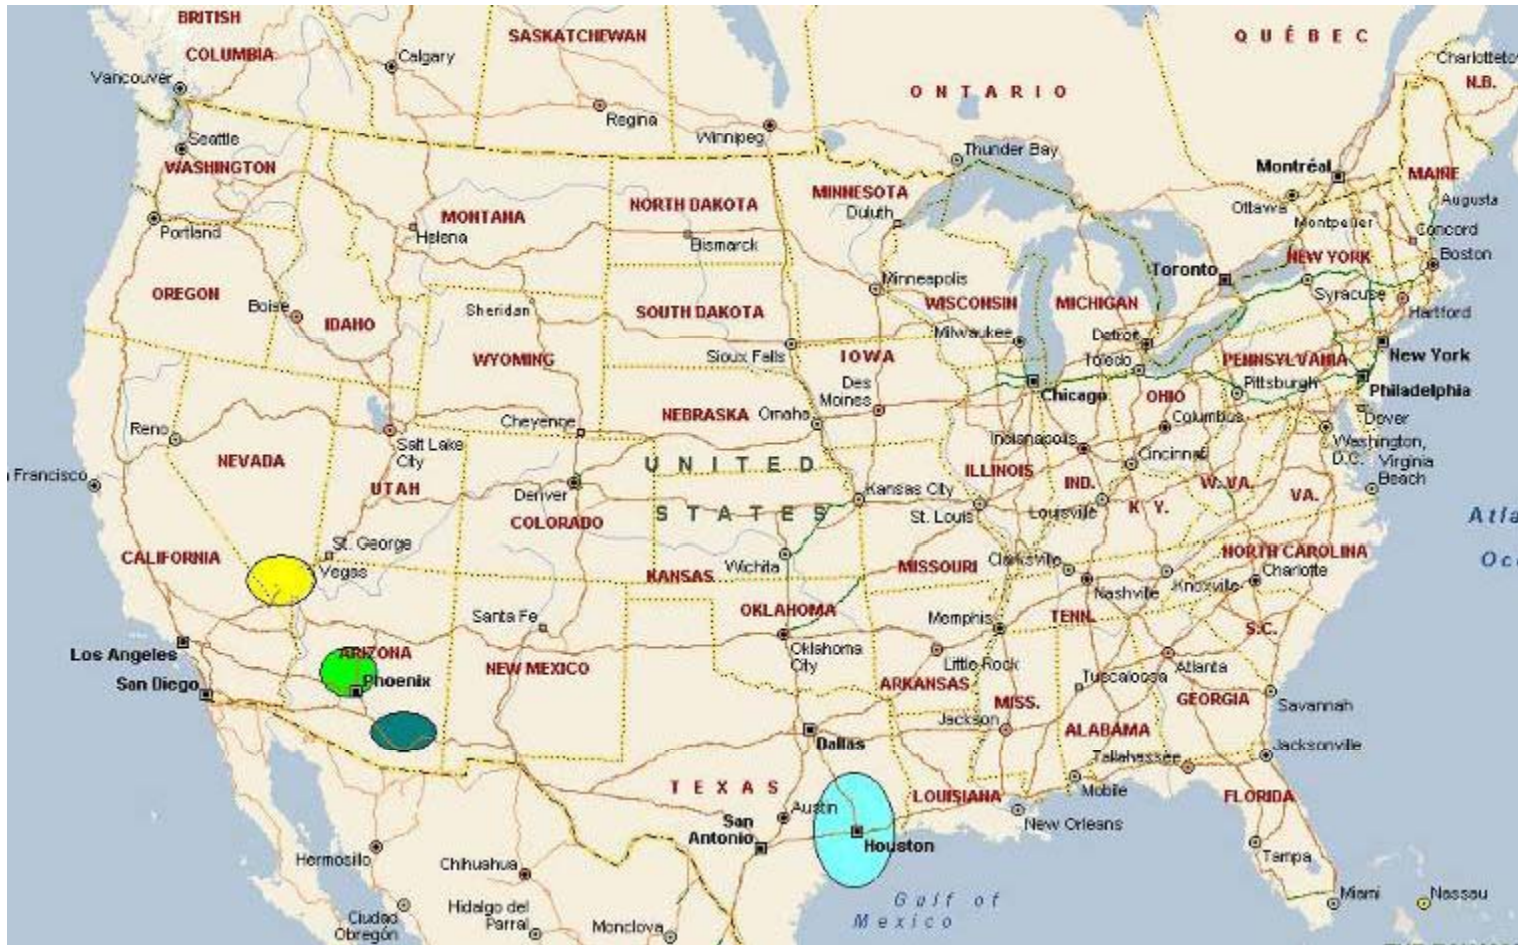 BRITISH
COLUMBIA
SASKATCHEWAN
QUÉBEC
Calgary
Charlotteto
N.B.
Vancouver
ONTARIO
Regina
Winnipeg
Seattle
Thunder Bay
WASHINGTON
Montréal
MAINE
MINNESOTA
NORTH DAKOTA
MONTANA
Duluth
Ottawa
Augusta
Montpelier
Portland
Helena
Bismarck
Concord
Boston
NEW YORK
Toronto
Minneapolis
OREGON
Syracuse
Boise
IDAHO
Sheridan
SOUTH DAKOTA
WISCONSIN
MICHIGAN
Hartford
Milwaukee
Detroit
WYOMING
Sioux Falls
IOWA
Toledo
PENNSYLVANIA
New York
Des
Moines
Chicago
OHIO
Pittsburgh
Philadelphia
NEBRASKA
Omaha
Cheyenne
Columbus
Dover
Reno
Salt Lake
City
Indianapolis
Washington,
D.C.
NEVADA
UNITED
ILLINOIS
Cincinnati
Virginia
Beach
Francisco
UTAH
Denver
Kansas City
IND.
W. VA.
VA.
COLORADO
STATES
St. Louis
Louisville
KY.
Atla
Oce
St. George
CALIFORNIA
Vegas
Wichita
KANSAS
MISSOURI
Clarksville
Nashville
Knoxville
NORTH CAROLINA
Charlotte
Santa Fe
OKLAHOMA
Memphis
TENN.
S.C.
Los Angeles
ARIZONA
NEW MEXICO
Oklahoma
City
Little Rock
Atlanta
San Diego
Phoenix
ARKANSAS
Tuscaloosa
GEORGIA
Savannah
MISS.
Jackson
ALABAMA
Dallas
Tallahassee
Jacksonville
TEXAS
LOUISIANA
Mobile
FLORIDA
Austin
San
Antonio
Houston
New Orleans
Hermosillo
Chihuahua
Tampa
Gulf of
Mexico
Miami
Nassau
Ciudad
Obregón
Hidalgo del
Parral
Monclova